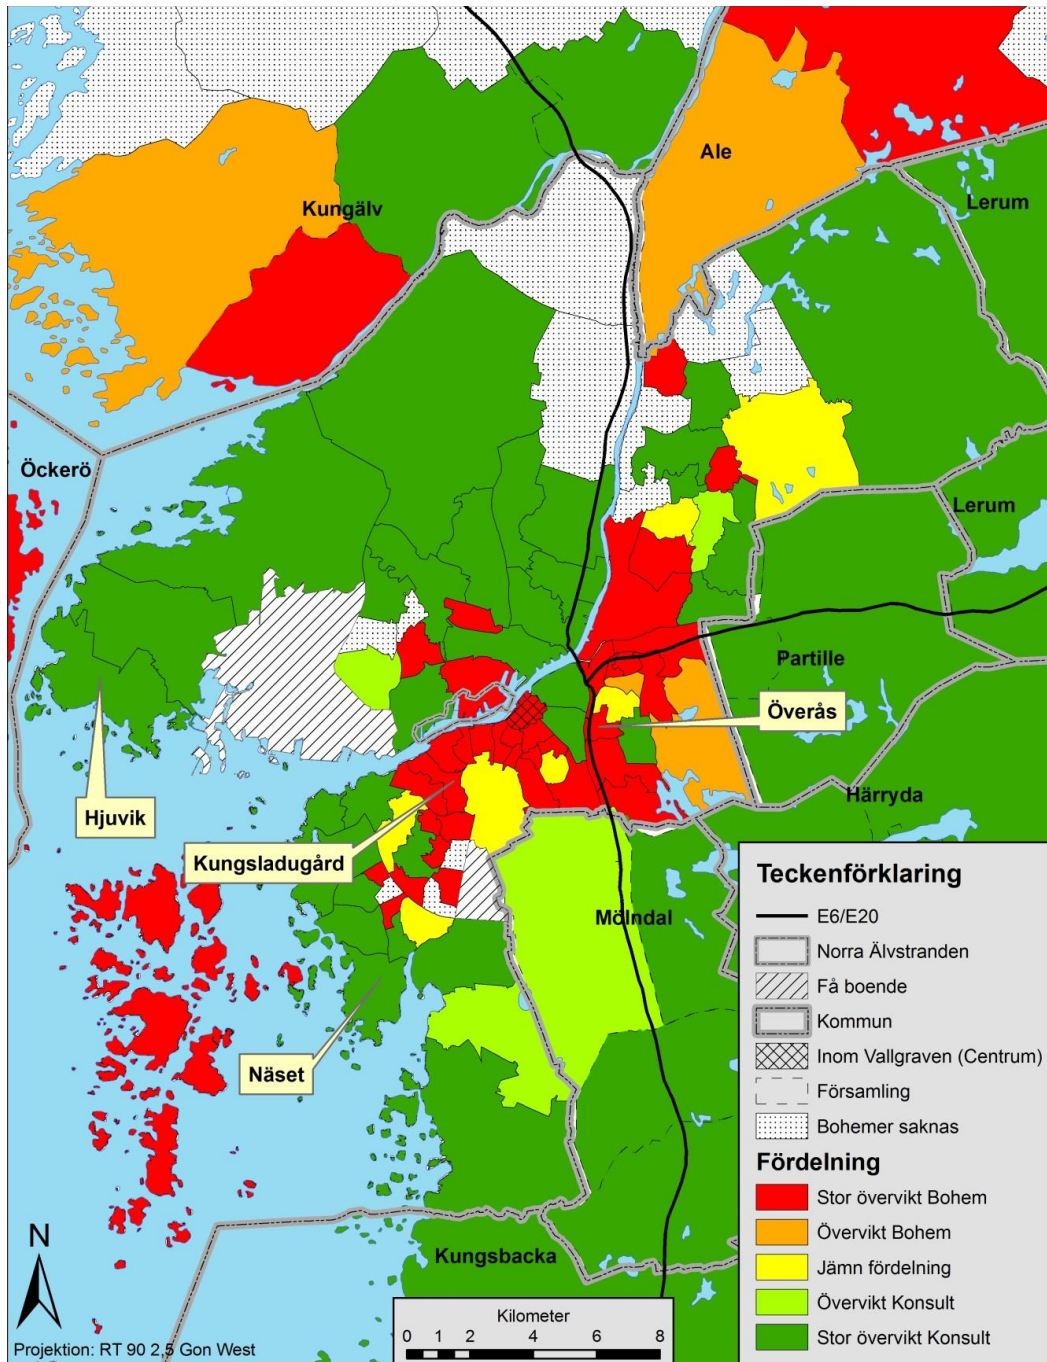 Ale
Lerum
Kungälv
Öckerö
Lerum
Partille
Överås
Härryda
Hjuvik
Kungsladugård
Mölndal
Näset
Kungsbacka
Teckenförklaring
E6/E20
Norra Älvstranden
Få boende
Kommun
Inom Vallgraven (Centrum)
Församling
Bohemer saknas
Fördelning
Stor övervikt Bohem
Övervikt Bohem
Jämn fördelning
Övervikt Konsult
Stor övervikt Konsult
N
Kilometer
0 1 2 4 6 8
Projektion: RT 90 2,5 Gon West